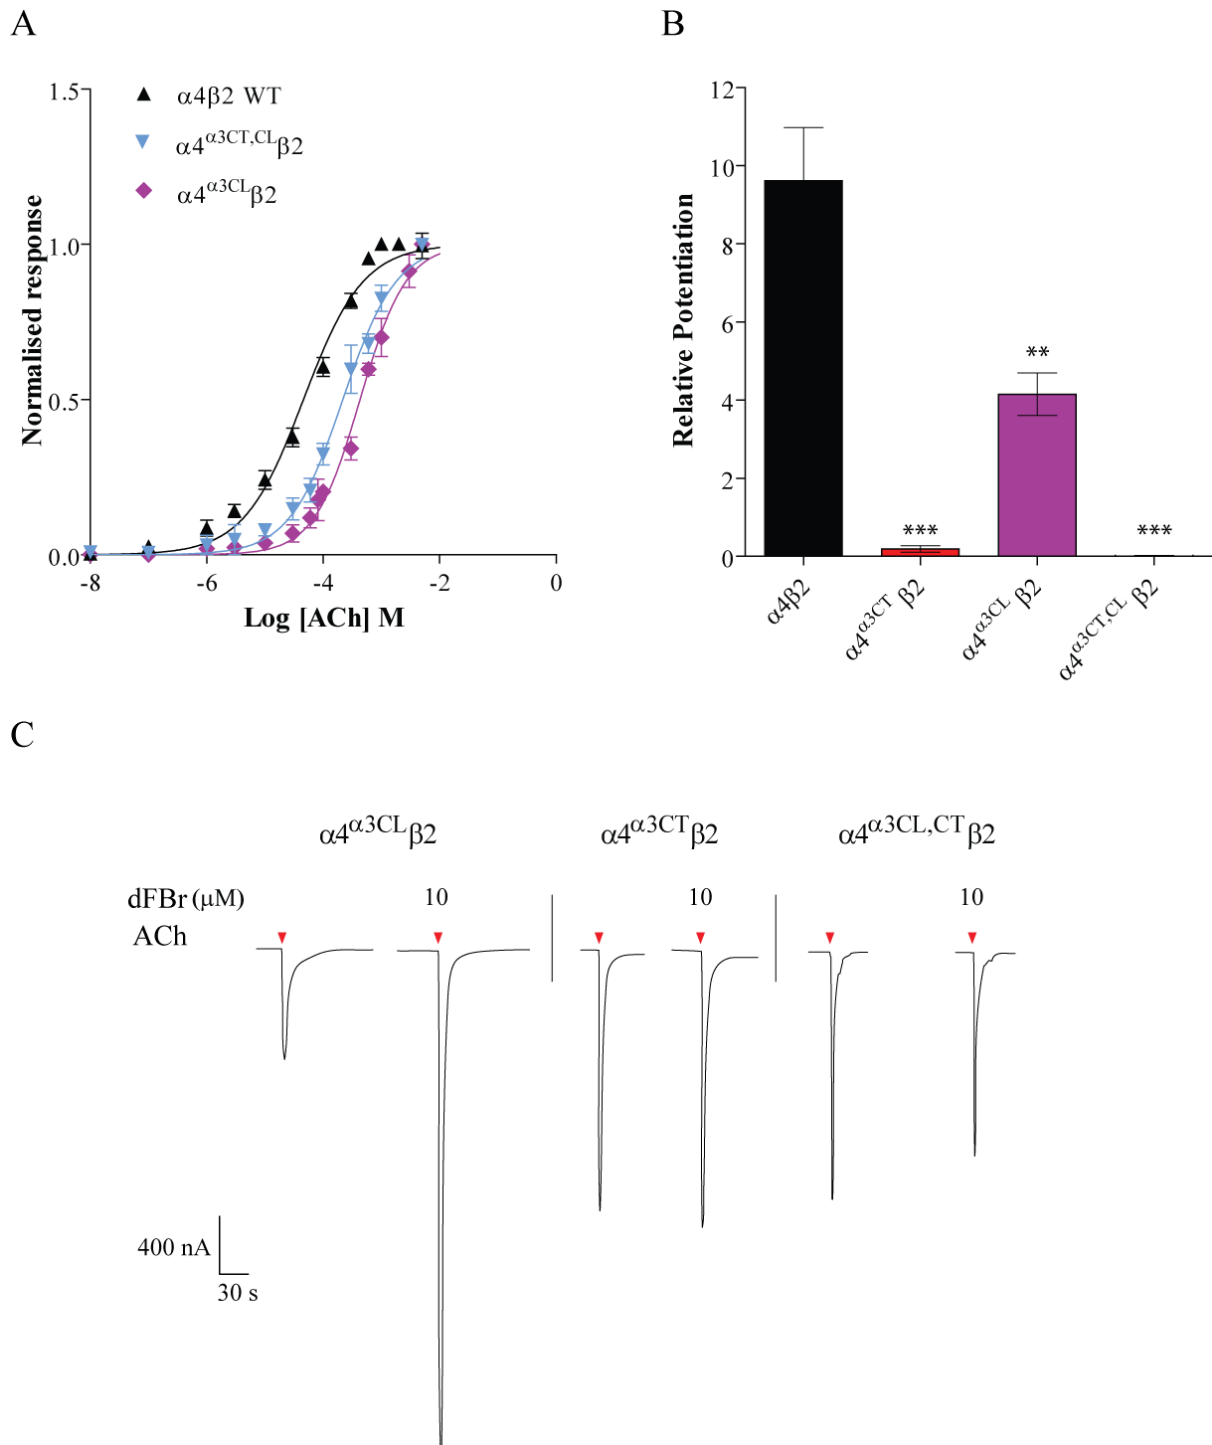 A
B
1.5
α4β2 WT
α4α3CT,CLβ2
α4α3CLβ2
1.0
0.5
0.0
Normalised response
-8
-6
-4
-2
0
Log [ACh] M
12
10
8
6
4
2
0
Relative Potentiation
***
**
***
α4β2
α4α3CT β2
α4α3CL β2
α4α3CT,CL β2
C
α4α3CLβ2
α4α3CTβ2
α4α3CL,CTβ2
dFBr (μM)
10
10
10
ACh
400 nA
30 s